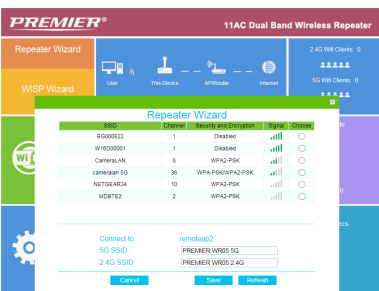 PREMIER®
11AC Dual Band Wireless Repeater
Repeater Wizard
WISP Wizard
User
This Device
AP/Router
Internet
2.4G Wifi Clients: 0
5G Wifi Clients: 0
Repeater Wizard
SSID Channel Security and Encryption Signal Choose
BG000822 1 Disabled
W16D00001 1 Disabled
CameraLAN 8 WPA2-PSK
cameralan 5G 36 WPA-PSK/WPA2-PSK
NETGEAR34 10 WPA2-PSK
MDBTE2 2 WPA2-PSK
Connect to: remoteap2
5G SSID: PREMIER WR05 5G
2.4G SSID: PREMIER WR05 2.4G
Cancel Save Refresh